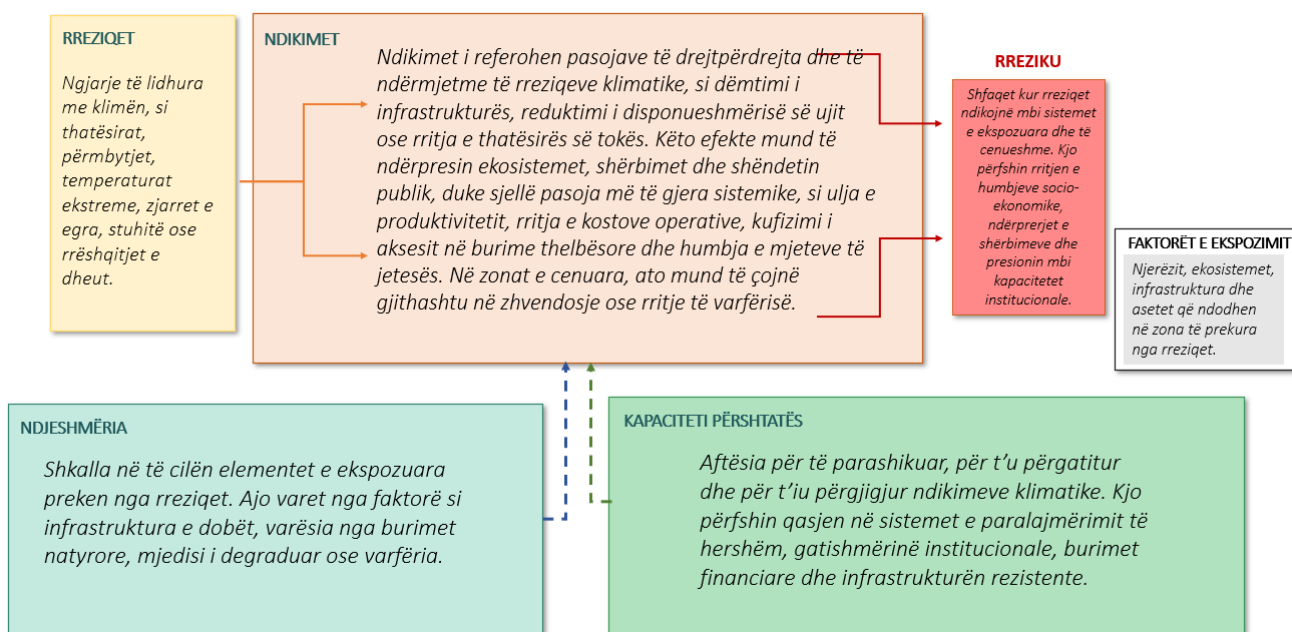 RREZIQET
Ngjarje të lidhura
me klimën, si
thatësirat,
përmbytjet,
temperaturat
ekstreme, zjarret e
egra, stuhitë ose
rrëshqitjet e
dheut.
NDIKIMET
Ndikimet i referohen pasojave të drejtpërdrejta dhe të
ndërmjetme të rreziqeve klimatike, si dëmtimi i
infrastrukturës, reduktimi i disponueshmërisë së ujit
ose rritja e thatësirës së tokës. Këto efekte mund të
ndërpresin ekosistemet, shërbimet dhe shëndetin
publik, duke sjellë pasoja më të gjera sistemike, si ulja e
produktivitetit, rritja e kostove operative, kufizimi i
aksesit në burime thelbësore dhe humbja e mjeteve të
jetesës. Në zonat e cenuara, ato mund të çojnë
gjithashtu në zhvendosje ose rritje të varfërisë.
RREZIKU
Shfaqet kur rreziqet
ndikojnë mbi sistemet
e ekspozuara dhe të
cenueshme. Kjo
përfshin rritjen e
humbjeve socio-
ekonomike,
ndërprerjet e
shërbimeve dhe
presionin mbi
kapacitetet
institucionale.
FAKTORËT E EKSPOZIMIT
Njerëzit, ekosistemet,
infrastruktura dhe
asetet që ndodhen
në zona të prekura
nga rreziqet.
NDJESHMËRIA
Shkalla në të cilën elementet e ekspozuara
preken nga rreziqet. Ajo varet nga faktorë si
infrastruktura e dobët, varësia nga burimet
natyrore, mjedisi i degraduar ose varfëria.
KAPACITETI PËRSHTATËS
Aftësia për të parashikuar, për t’u përgatitur
dhe për t’iu përgjigjur ndikimeve klimatike. Kjo
përfshin qasjen në sistemet e paralajmërimit të
hershëm, gatishmërinë institucionale, burimet
financiare dhe infrastrukturën rezistente.